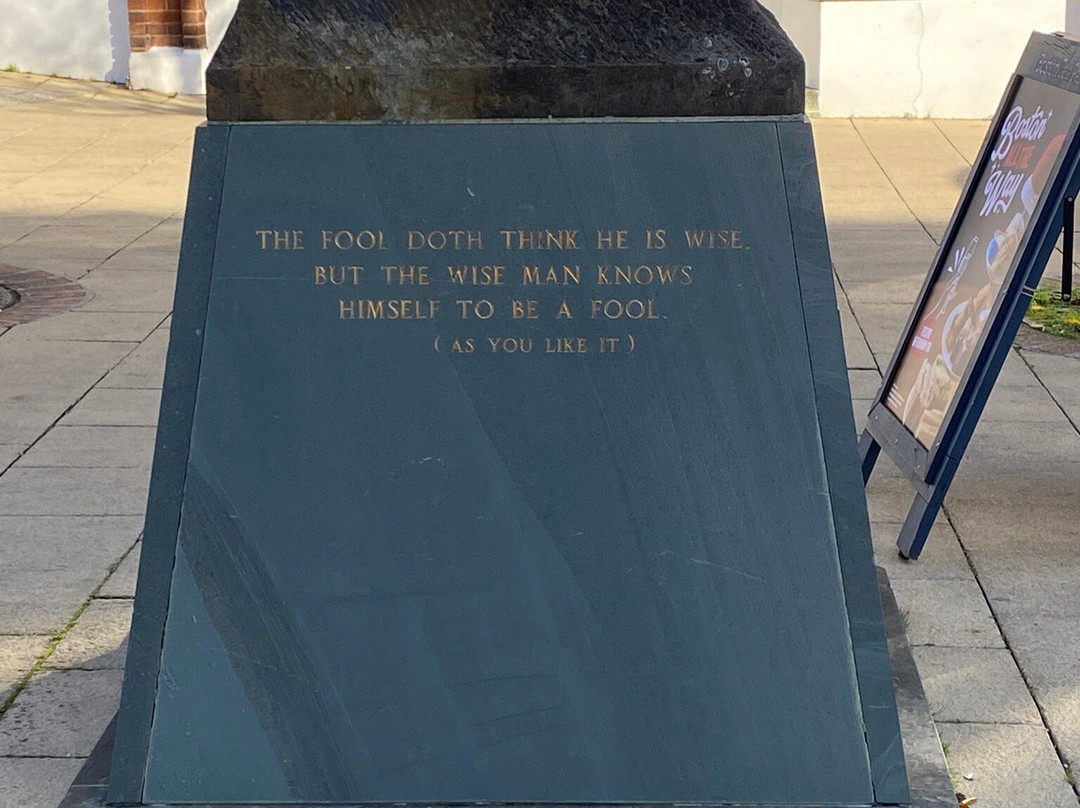 THE FOOL DOTH THINK HE IS WISE.
BUT THE WISE MAN KNOWS
HIMSELF TO BE A FOOL.
(AS YOU LIKE IT)
Way